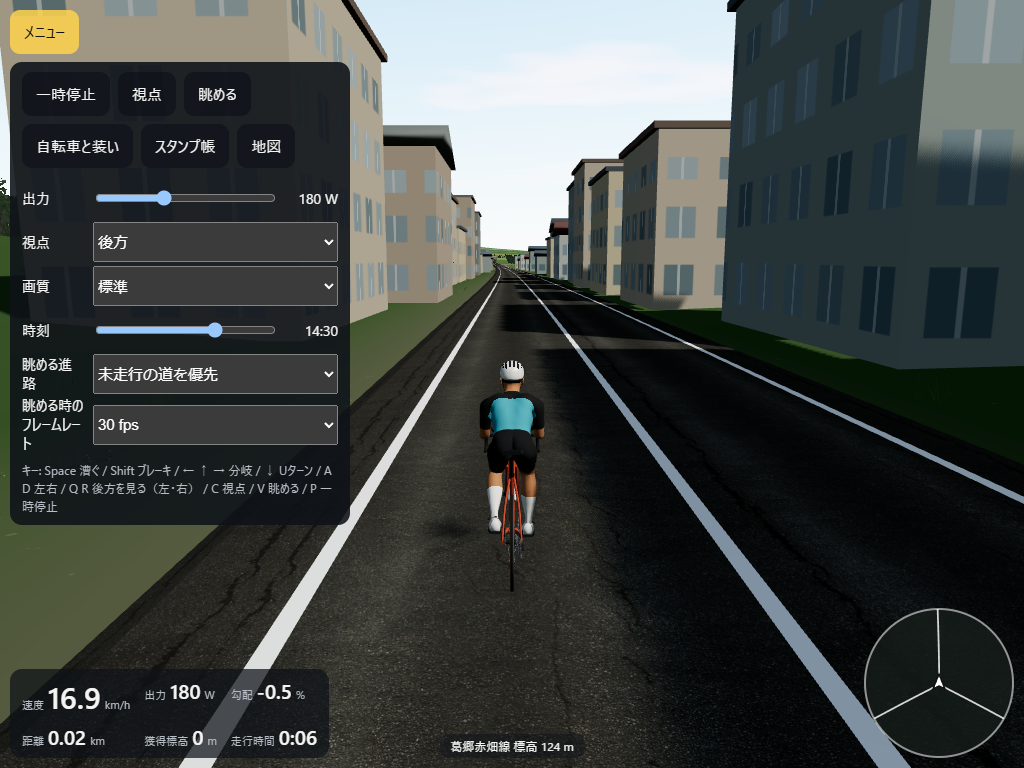 メニュー
一時停止 視点 眺める
自転車と装い スタンプ帳 地図
出力 180 W
視点 後方
画質 標準
時刻 14:30
眺める進
路
未走行の道を優先
眺める時の
フレームレー
ト
30 fps
キー: Space 漕ぐ / Shift ブレーキ / ← ↑ → 分岐 / ↓ Uターン / A
D 左右 / Q R 後方を見る（左・右） / C 視点 / V 眺める / P 一
時停止
速度 16.9 km/h 出力 180 W 勾配 -0.5 %
距離 0.02 km 獲得標高 0 m 走行時間 0:06
葛郷赤畑線 標高 124 m